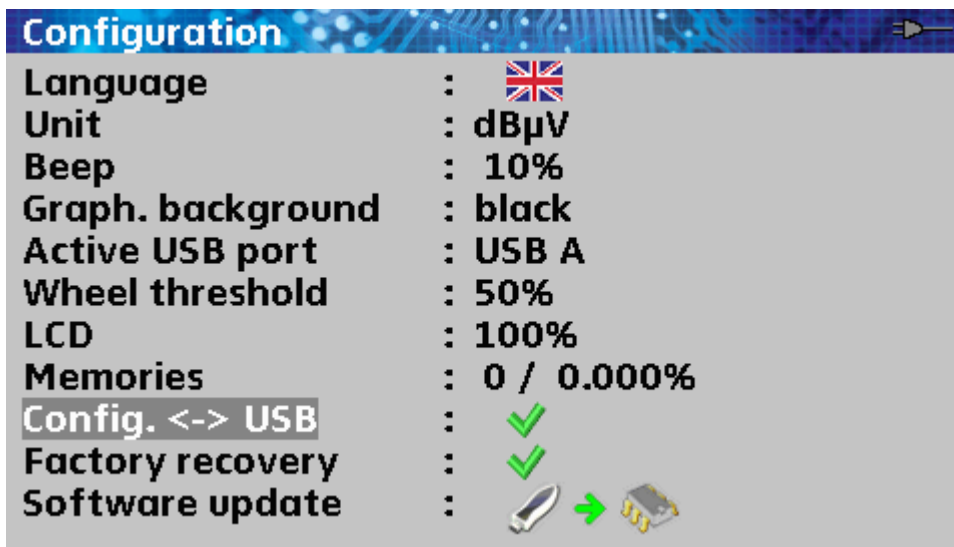 Configuration
Language :
Unit : dBµV
Beep : 10%
Graph. background : black
Active USB port : USB A
Wheel threshold : 50%
LCD : 100%
Memories : 0 / 0.000%
Config. <-> USB :
Factory recovery :
Software update :